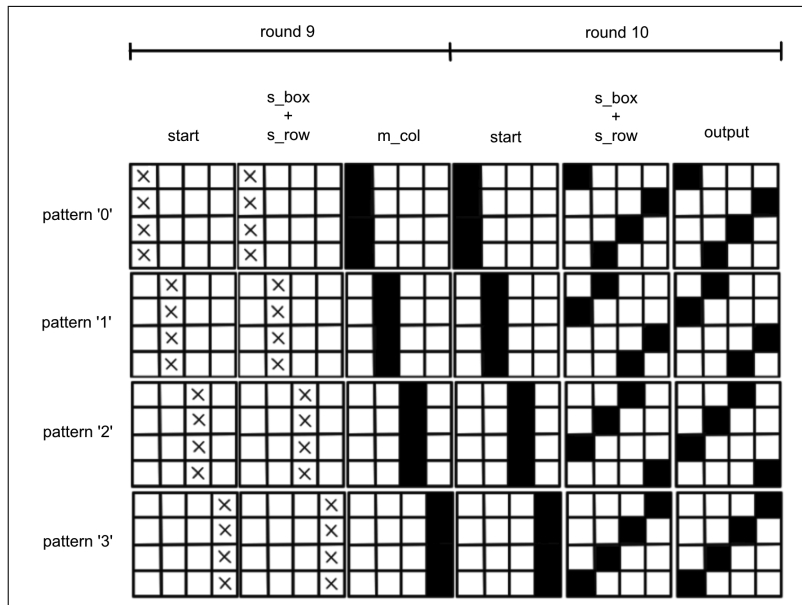 round 9 round 10
s_box s_box
+ +
start s_row m_col start s_row output
pattern '0'
pattern '1'
pattern '2'
pattern '3'